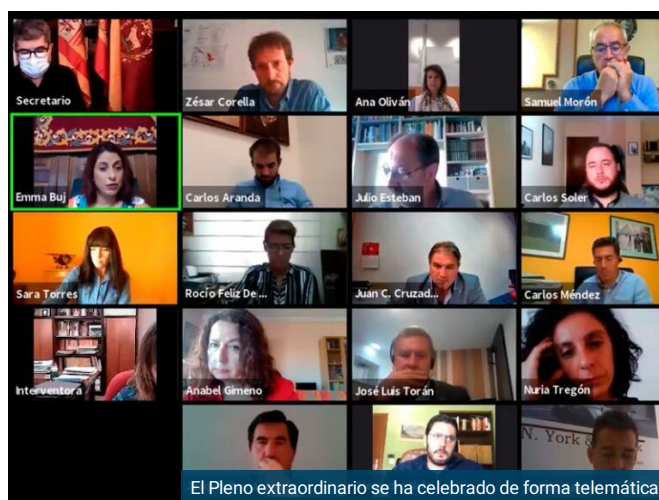 Secretario
Zésar Corella
Ana Oliván
Samuel Morón
Emma Buj
Carlos Aranda
Julio Esteban
Carlos Soler
Sara Torres
Rocío Feliz De ...
Juan C. Cruzad...
Carlos Méndez
Interventora
Anabel Gimeno
José Luis Torán
Nuria Tregón
N. York &
El Pleno extraordinario se ha celebrado de forma telemática